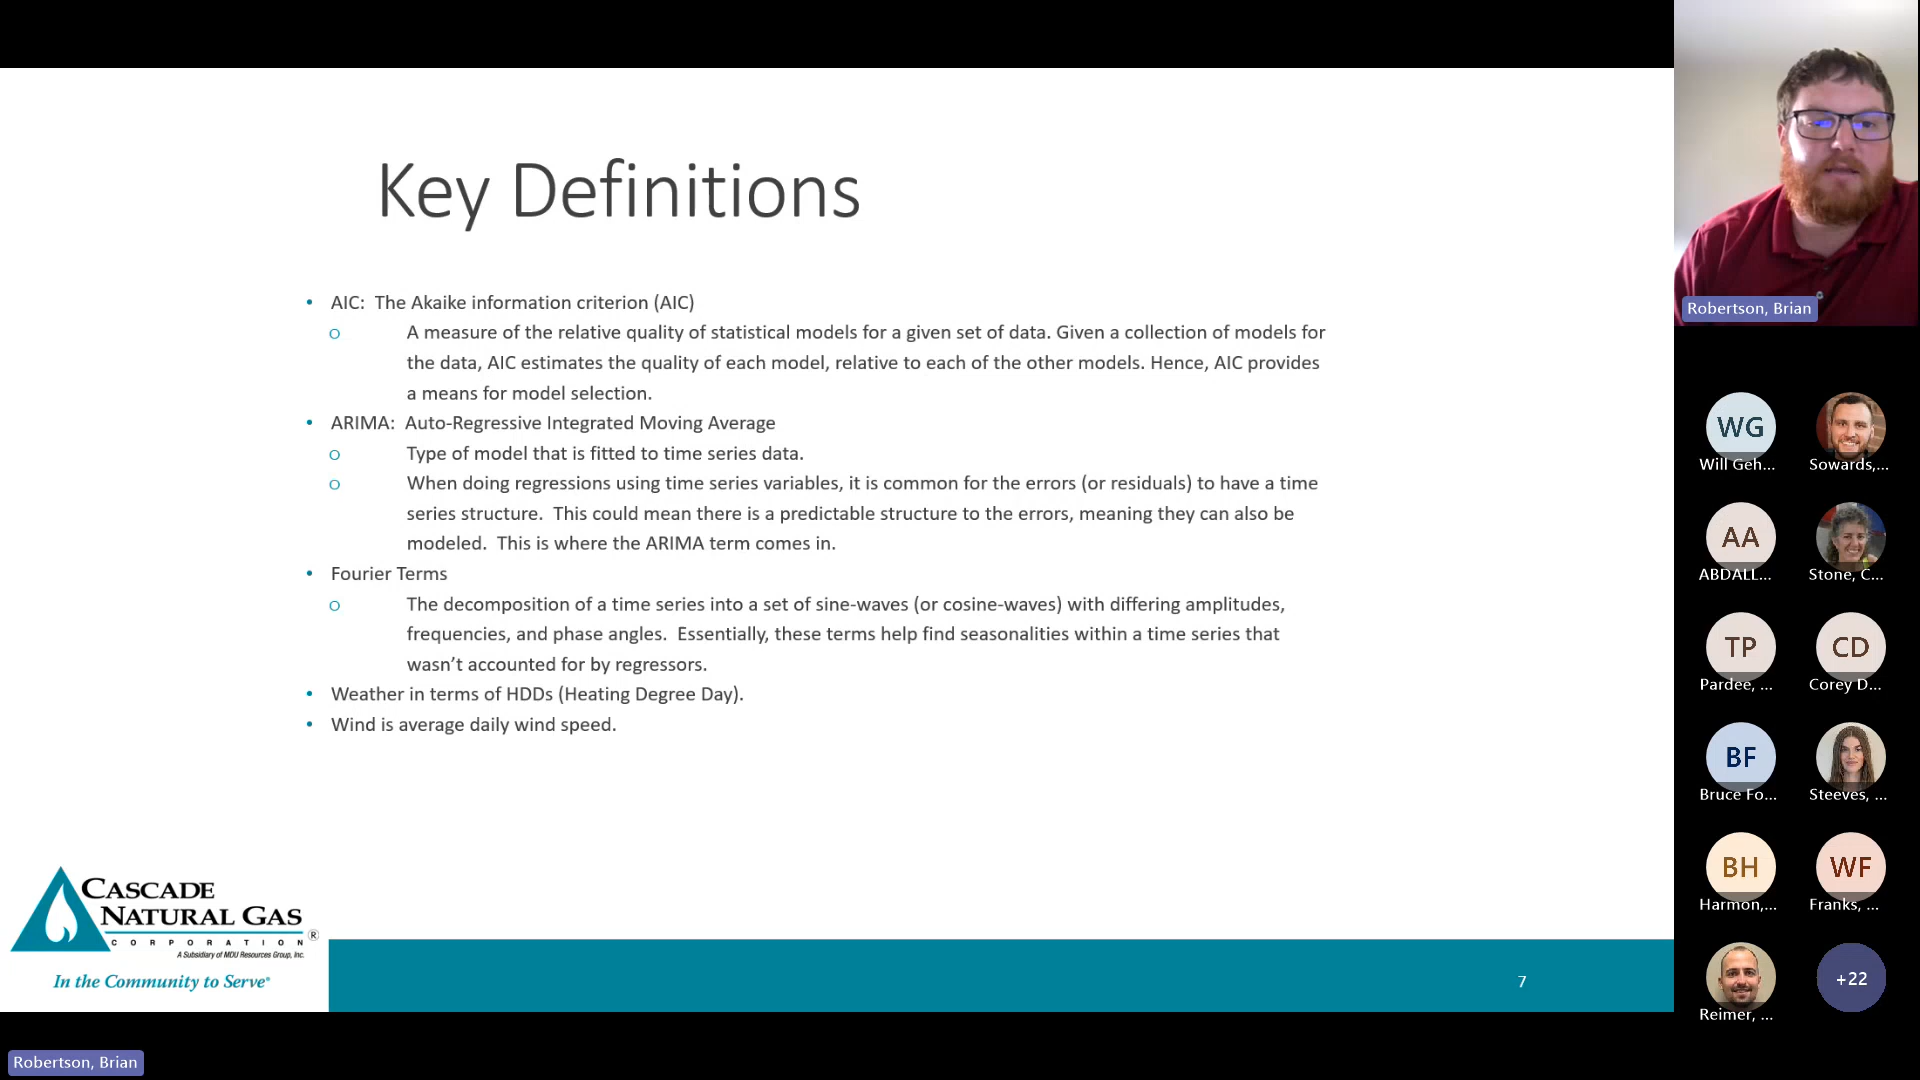 Key Definitions
• AIC:  The Akaike information criterion (AIC)
o A measure of the relative quality of statistical models for a given set of data. Given a collection of models for
the data, AIC estimates the quality of each model, relative to each of the other models. Hence, AIC provides
a means for model selection.
• ARIMA:  Auto-Regressive Integrated Moving Average
o Type of model that is fitted to time series data.
o When doing regressions using time series variables, it is common for the errors (or residuals) to have a time
series structure.  This could mean there is a predictable structure to the errors, meaning they can also be
modeled.  This is where the ARIMA term comes in.
• Fourier Terms
o The decomposition of a time series into a set of sine-waves (or cosine-waves) with differing amplitudes,
frequencies, and phase angles.  Essentially, these terms help find seasonalities within a time series that
wasn't accounted for by regressors.
• Weather in terms of HDDs (Heating Degree Day).
• Wind is average daily wind speed.
CASCADE
NATURAL GAS
CORPORATION ®
A Subsidiary of MDU Resources Group, Inc.
In the Community to Serve®
7
Robertson, Brian
Robertson, Brian
WG
Will Geh...
Sowards,...
AA
ABDALL...
Stone, C...
TP
Pardee, ...
CD
Corey D...
BF
Bruce Fo...
Steeves, ...
BH
Harmon,...
WF
Franks, ...
Reimer, ...
+22